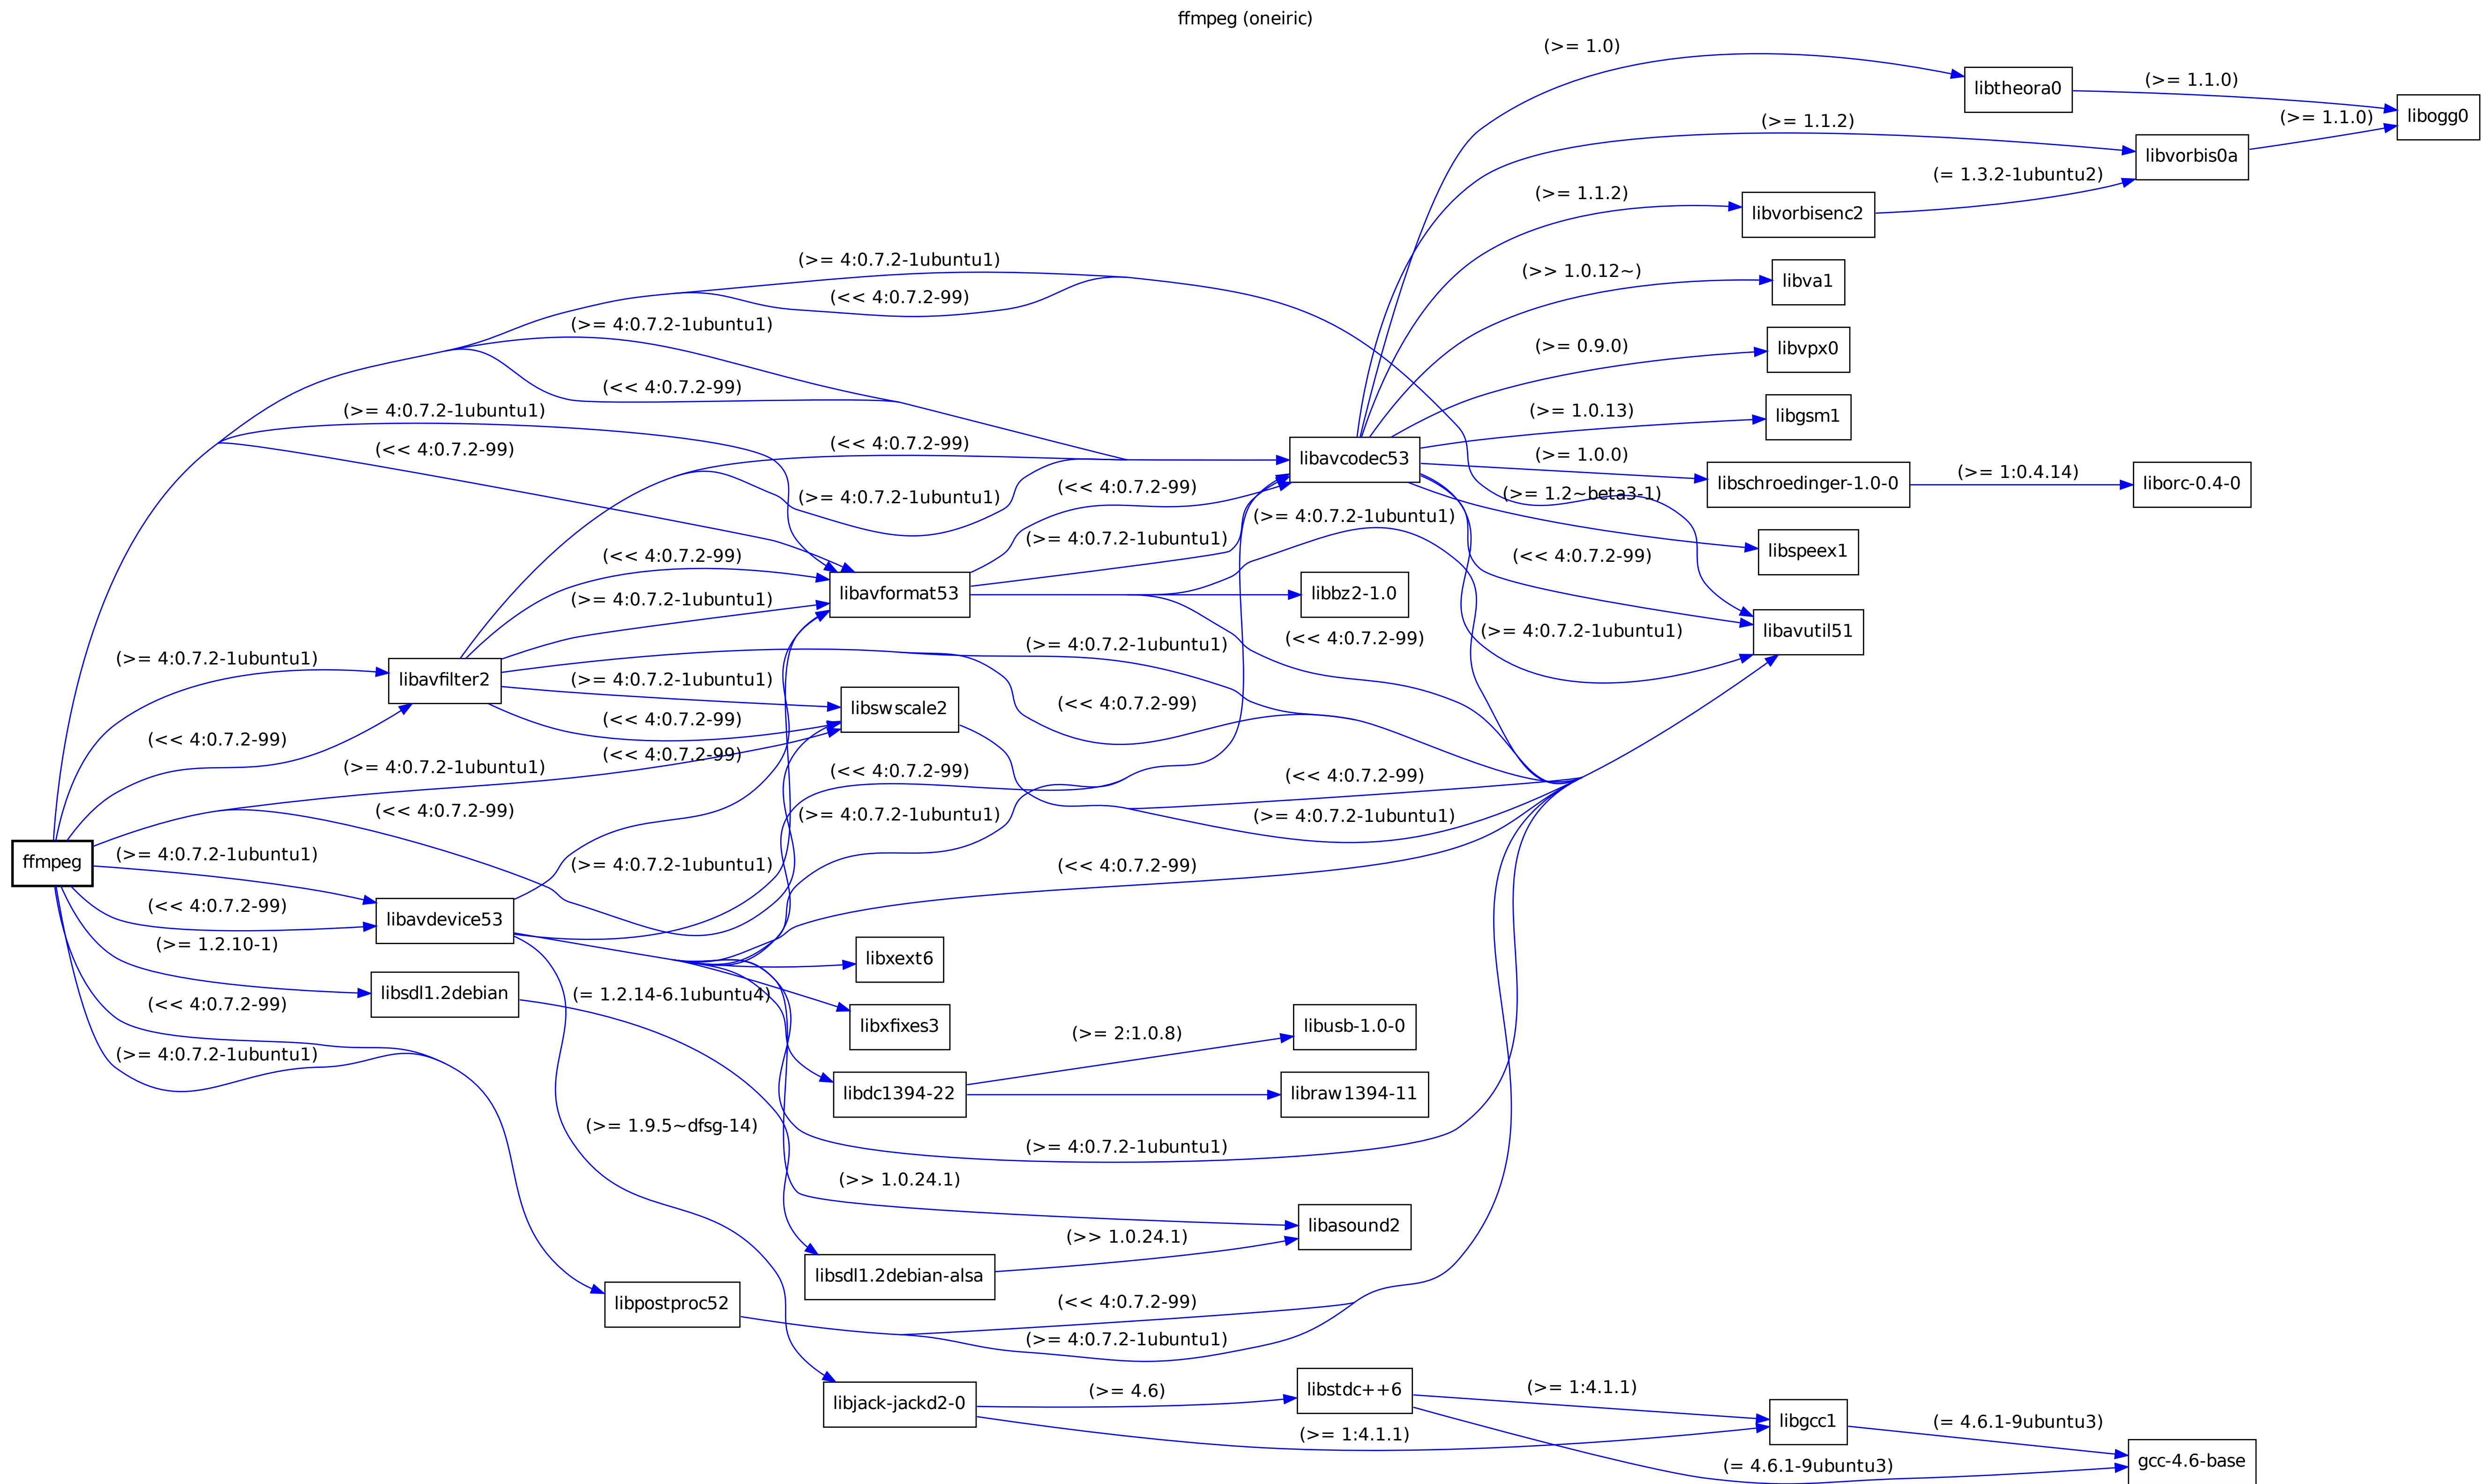 ffmpeg (oneiric)
(>= 1.0)
(>= 1.1.0)
libtheora0
libogg0
(>= 1.1.2)
(>= 1.1.0)
libvorbis0a
(= 1.3.2-1ubuntu2)
(>= 1.1.2)
libvorbisenc2
(>= 4:0.7.2-1ubuntu1)
(>> 1.0.12~)
libva1
(<< 4:0.7.2-99)
(>= 4:0.7.2-1ubuntu1)
(>= 0.9.0)
libvpx0
(<< 4:0.7.2-99)
(>= 4:0.7.2-1ubuntu1)
(>= 1.0.13)
libgsm1
(<< 4:0.7.2-99)
(<< 4:0.7.2-99)
libavcodec53
(>= 1.0.0)
(>= 1:0.4.14)
libschroedinger-1.0-0
liborc-0.4-0
(<< 4:0.7.2-99)
(>= 4:0.7.2-1ubuntu1)
(>= 1.2~beta3-1)
(>= 4:0.7.2-1ubuntu1)
(>= 4:0.7.2-1ubuntu1)
libspeex1
(<< 4:0.7.2-99)
(<< 4:0.7.2-99)
libavformat53
libbz2-1.0
(>= 4:0.7.2-1ubuntu1)
(>= 4:0.7.2-1ubuntu1)
libavutil51
(<< 4:0.7.2-99)
(>= 4:0.7.2-1ubuntu1)
(>= 4:0.7.2-1ubuntu1)
libavfilter2
(>= 4:0.7.2-1ubuntu1)
(<< 4:0.7.2-99)
libswscale2
(<< 4:0.7.2-99)
(<< 4:0.7.2-99)
(<< 4:0.7.2-99)
(>= 4:0.7.2-1ubuntu1)
(<< 4:0.7.2-99)
(<< 4:0.7.2-99)
(<< 4:0.7.2-99)
(>= 4:0.7.2-1ubuntu1)
(>= 4:0.7.2-1ubuntu1)
ffmpeg
(>= 4:0.7.2-1ubuntu1)
(>= 4:0.7.2-1ubuntu1)
(<< 4:0.7.2-99)
(<< 4:0.7.2-99)
libavdevice53
(>= 1.2.10-1)
libxext6
libsdl1.2debian
(= 1.2.14-6.1ubuntu4)
(<< 4:0.7.2-99)
libxfixes3
libusb-1.0-0
(>= 2:1.0.8)
(>= 4:0.7.2-1ubuntu1)
libdc1394-22
libraw1394-11
(>= 1.9.5~dfsg-14)
(>= 4:0.7.2-1ubuntu1)
(>> 1.0.24.1)
libasound2
(>> 1.0.24.1)
libsdl1.2debian-alsa
libpostproc52
(<< 4:0.7.2-99)
(>= 4:0.7.2-1ubuntu1)
libjack-jackd2-0
(>= 4.6)
libstdc++6
(>= 1:4.1.1)
(>= 1:4.1.1)
libgcc1
(= 4.6.1-9ubuntu3)
(= 4.6.1-9ubuntu3)
gcc-4.6-base